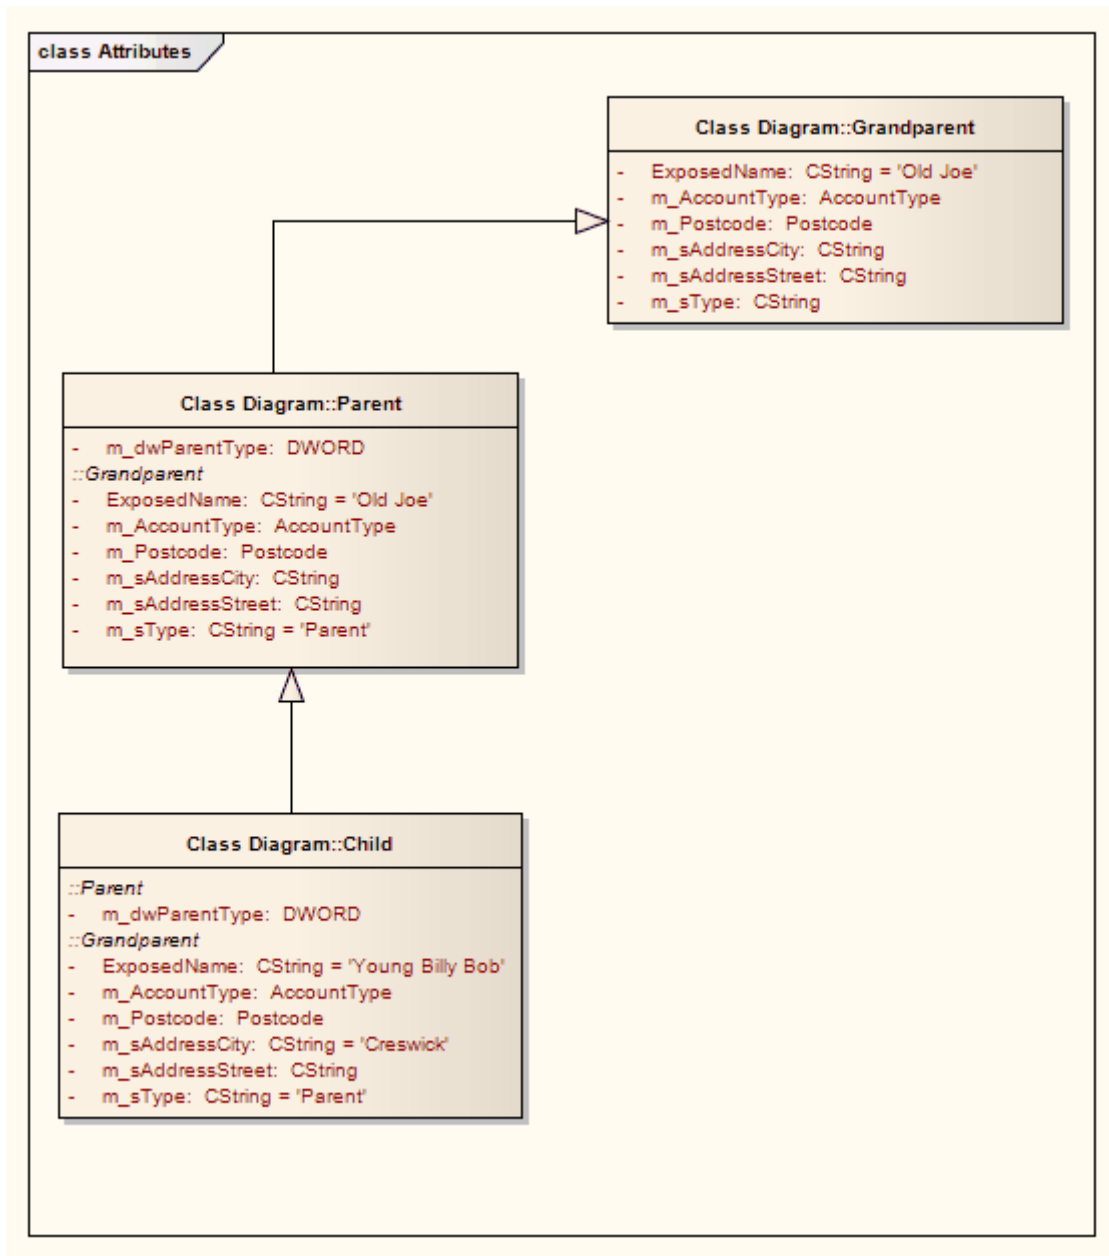 class Attributes
Class Diagram::Grandparent
- ExposedName: CString = 'Old Joe'
- m_AccountType: AccountType
- m_Postcode: Postcode
- m_sAddressCity: CString
- m_sAddressStreet: CString
- m_sType: CString
Class Diagram::Parent
- m_dwParentType: DWORD
::Grandparent
- ExposedName: CString = 'Old Joe'
- m_AccountType: AccountType
- m_Postcode: Postcode
- m_sAddressCity: CString
- m_sAddressStreet: CString
- m_sType: CString = 'Parent'
Class Diagram::Child
::Parent
- m_dwParentType: DWORD
::Grandparent
- ExposedName: CString = 'Young Billy Bob'
- m_AccountType: AccountType
- m_Postcode: Postcode
- m_sAddressCity: CString = 'Creswick'
- m_sAddressStreet: CString
- m_sType: CString = 'Parent'